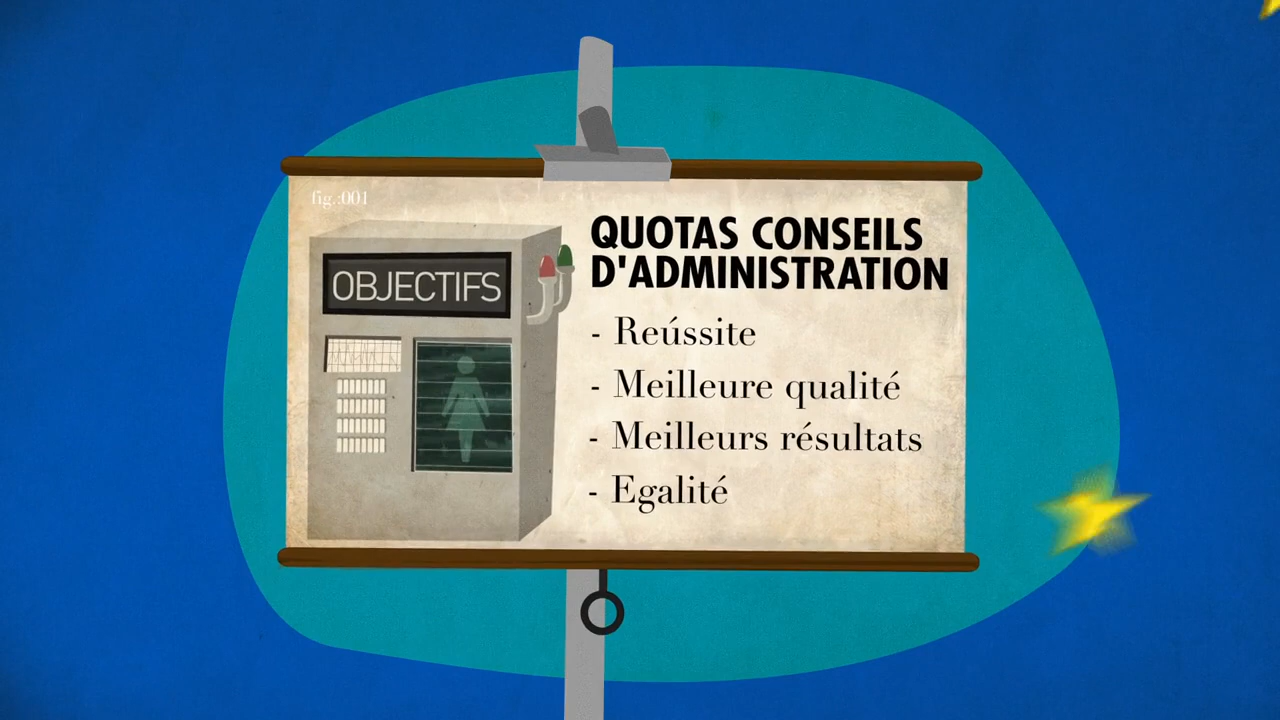 fig.:001
OBJECTIFS
QUOTAS CONSEILS
D'ADMINISTRATION
- Reússite
- Meilleure qualité
- Meilleurs résultats
- Egalité